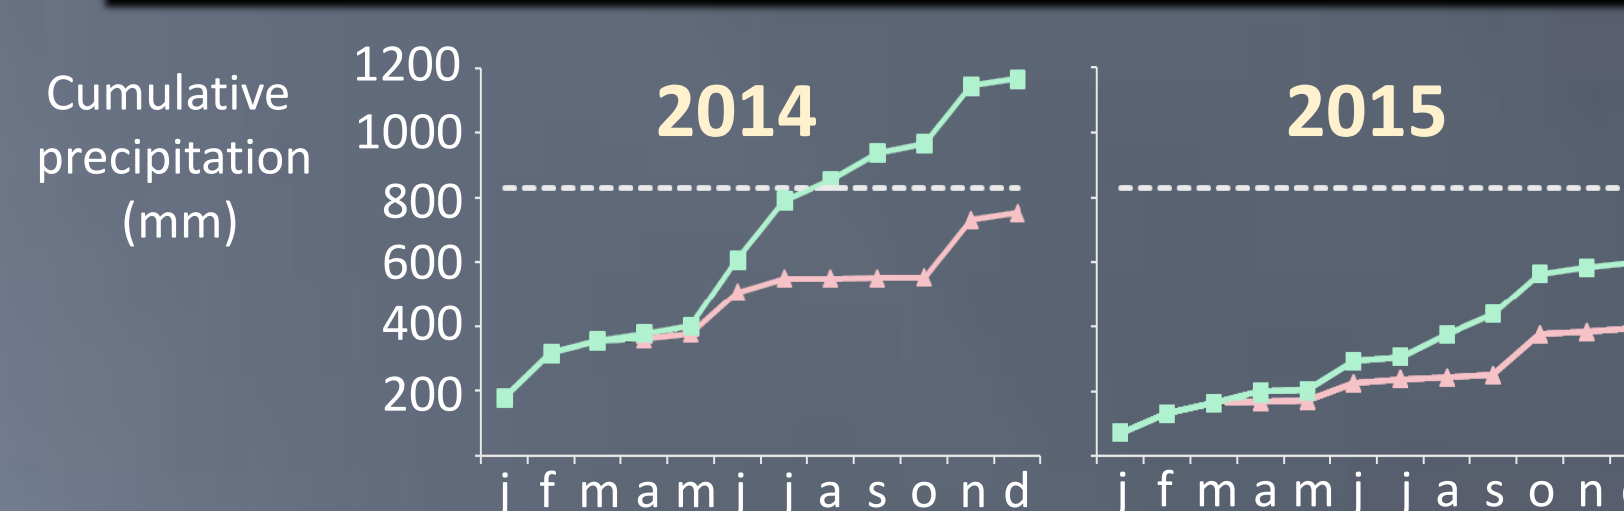 Cumulative
precipitation
(mm)
1200
1000
800
600
400
200
2014
j f m a m j j a s o n d
2015
j f m a m j j a s o n